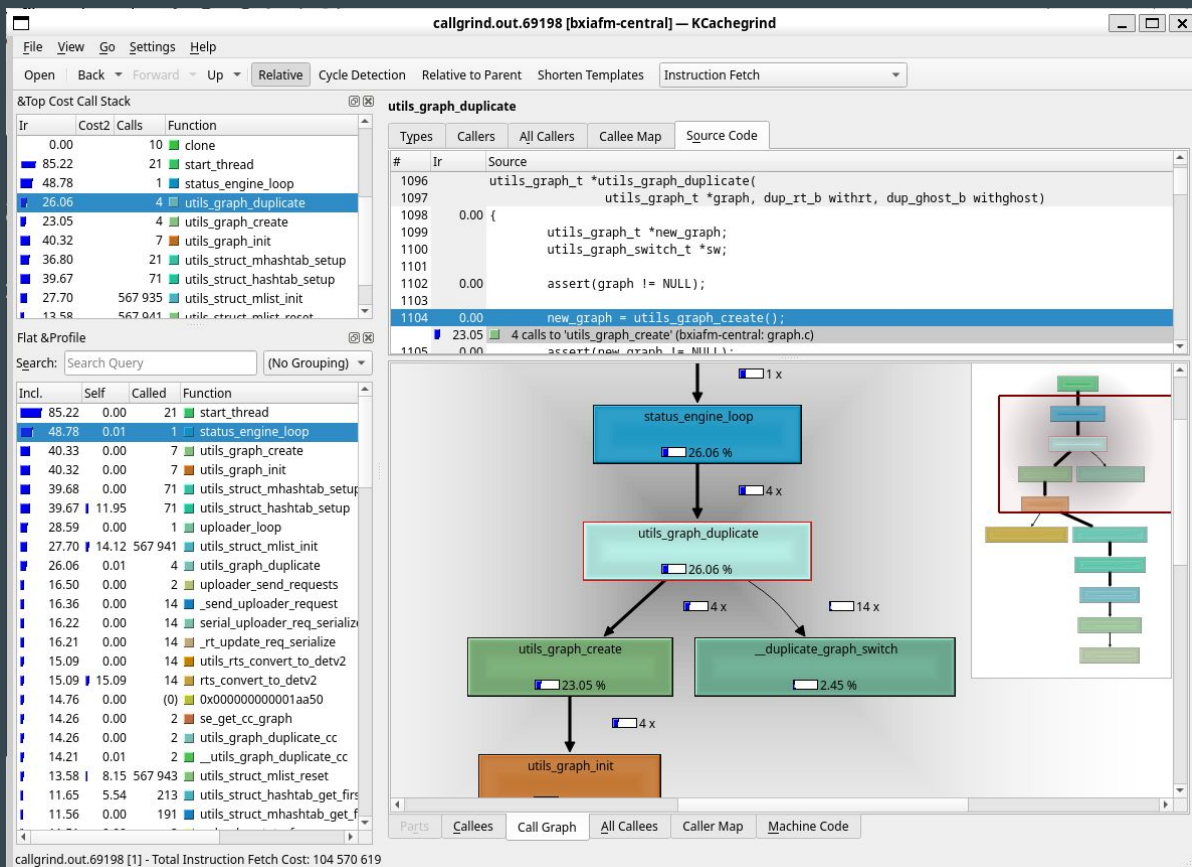 callgrind.out.69198 [bxiafm-central] — KCachegrind
File View Go Settings Help
Open Back Forward Up Relative Cycle Detection Relative to Parent Shorten Templates Instruction Fetch
&Top Cost Call Stack
Ir Cost2 Calls Function
0.00 10 clone
85.22 21 start_thread
48.78 1 status_engine_loop
26.06 4 utils_graph_duplicate
23.05 4 utils_graph_create
40.32 7 utils_graph_init
36.80 21 utils_struct_mhashtab_setup
39.67 71 utils_struct_hashtab_setup
27.70 567 935 utils_struct_mlist_init
13.58 567 941 utils_struct_mlist_reset
Flat &Profile
Search: Search Query (No Grouping)
Incl. Self Called Function
85.22 0.00 21 start_thread
48.78 0.01 1 status_engine_loop
40.33 0.00 7 utils_graph_create
40.32 0.00 7 utils_graph_init
39.68 0.00 71 utils_struct_mhashtab_setup
39.67 11.95 71 utils_struct_hashtab_setup
28.59 0.00 1 uploader_loop
27.70 14.12 567 941 utils_struct_mlist_init
26.06 0.01 4 utils_graph_duplicate
16.50 0.00 2 uploader_send_requests
16.36 0.00 14 _send_uploader_request
16.22 0.00 14 serial_uploader_req_serialize
16.21 0.00 14 _rt_update_req_serialize
15.09 0.00 14 utils_rts_convert_to_detv2
15.09 15.09 14 rts_convert_to_detv2
14.76 0.00 (0) 0x000000000001aa50
14.26 0.00 2 se_get_cc_graph
14.26 0.00 2 utils_graph_duplicate_cc
14.21 0.01 2 __utils_graph_duplicate_cc
13.58 8.15 567 943 utils_struct_mlist_reset
11.65 5.54 213 utils_struct_hashtab_get_firs
11.56 0.00 191 utils_struct_mhashtab_get_f
utils_graph_duplicate
Types Callers All Callers Callee Map Source Code
# Ir Source
1096 utils_graph_t *utils_graph_duplicate(
1097 utils_graph_t *graph, dup_rt_b withrt, dup_ghost_b withghost)
1098 0.00 {
1099 utils_graph_t *new_graph;
1100 utils_graph_switch_t *sw;
1101
1102 0.00 assert(graph != NULL);
1103
1104 0.00 new_graph = utils_graph_create();
23.05 4 calls to 'utils_graph_create' (bxiafm-central: graph.c)
1105 0.00 assert(new_graph != NULL);
1 x
status_engine_loop
26.06 %
4 x
utils_graph_duplicate
26.06 %
4 x 14 x
utils_graph_create __duplicate_graph_switch
23.05 % 2.45 %
4 x
utils_graph_init
Parts Callees Call Graph All Callees Caller Map Machine Code
callgrind.out.69198 [1] - Total Instruction Fetch Cost: 104 570 619